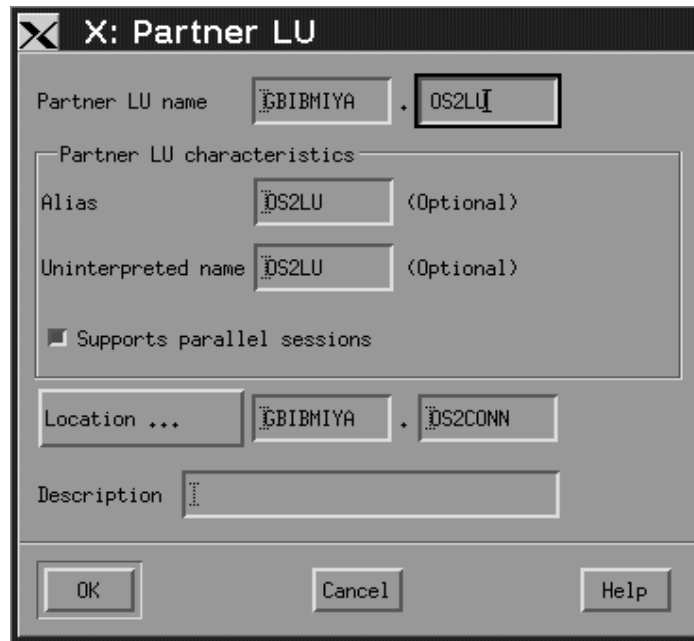 X: Partner LU
Partner LU name GBIBMIYA . OS2LU
Partner LU characteristics
Alias OS2LU (Optional)
Uninterpreted name OS2LU (Optional)
Supports parallel sessions
Location ... GBIBMIYA . OS2CONN
Description
OK Cancel Help